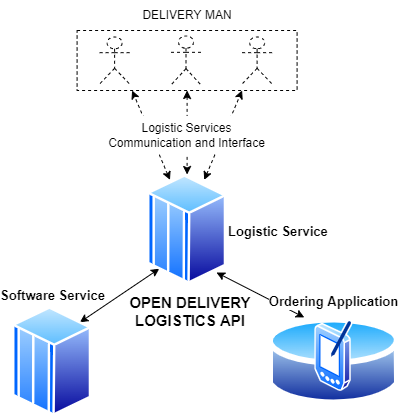 DELIVERY MAN
Logistic Services
Communication and Interface
Logistic Service
Software Service
OPEN DELIVERY
LOGISTICS API
Ordering Application